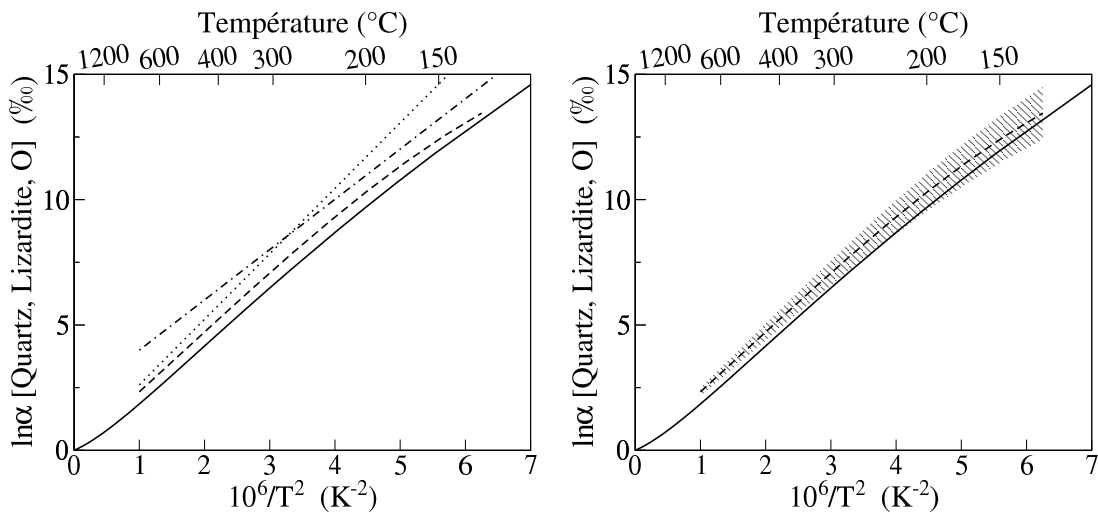 Température (°C)
1200 600 400 300 200 150
15
10
5
0
lnα [Quartz, Lizardite, O] (‰)
0 1 2 3 4 5 6 7
10⁶/T² (K⁻²)
Température (°C)
1200 600 400 300 200 150
15
10
5
0
lnα [Quartz, Lizardite, O] (‰)
0 1 2 3 4 5 6 7
10⁶/T² (K⁻²)